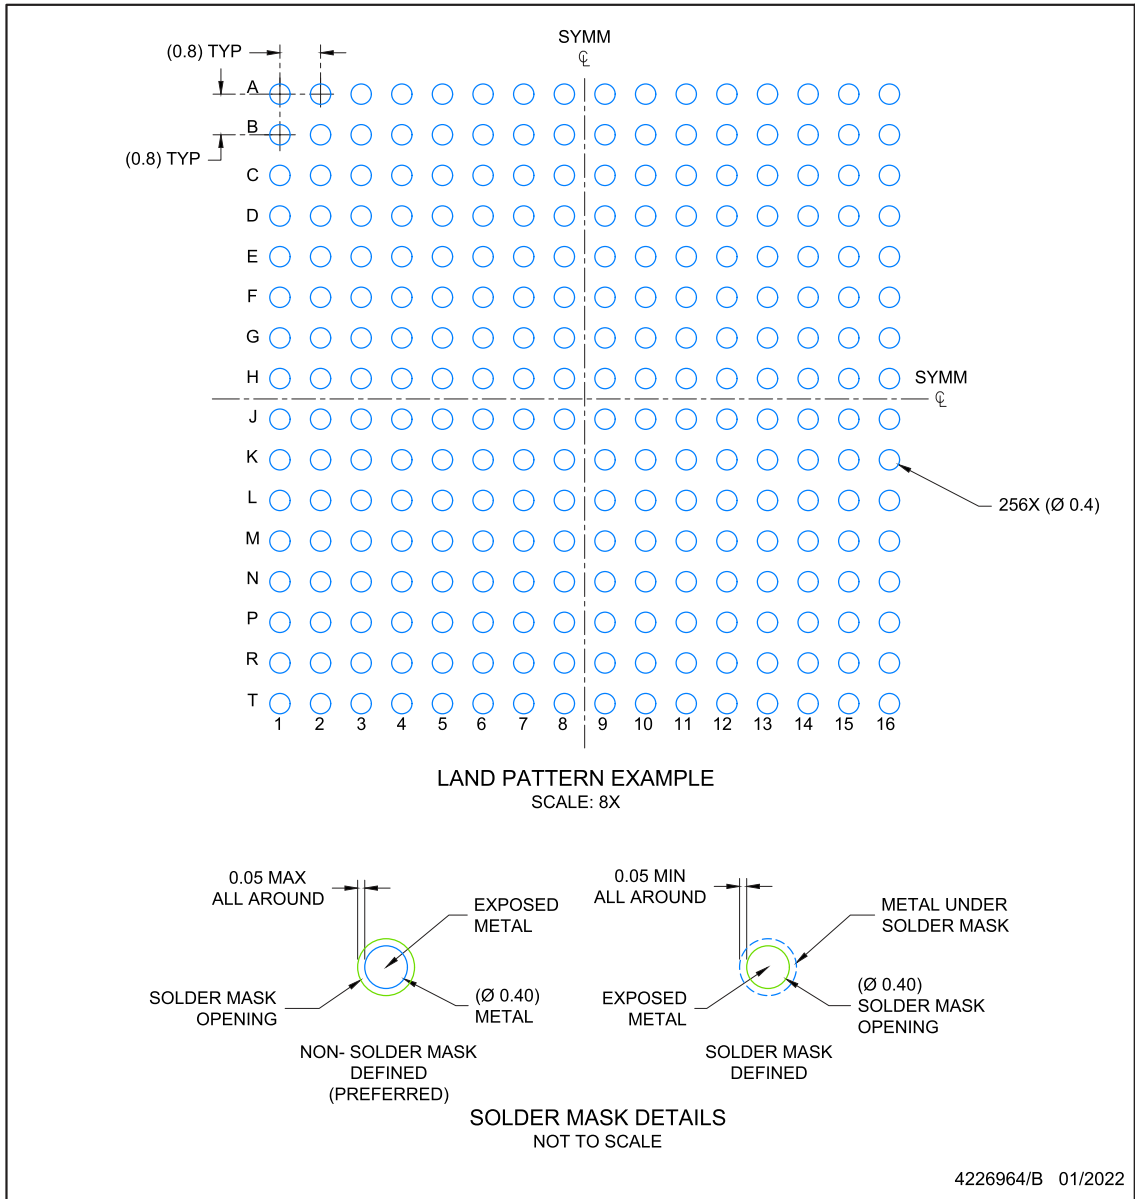 SYMM
℄
(0.8) TYP
A
B
(0.8) TYP
C
D
E
F
G
H
SYMM
℄
J
K
L
256X (Ø 0.4)
M
N
P
R
T
1 2 3 4 5 6 7 8 9 10 11 12 13 14 15 16
LAND PATTERN EXAMPLE
SCALE: 8X
0.05 MAX
ALL AROUND
EXPOSED
METAL
SOLDER MASK
OPENING
(Ø 0.40)
METAL
NON- SOLDER MASK
DEFINED
(PREFERRED)
0.05 MIN
ALL AROUND
METAL UNDER
SOLDER MASK
EXPOSED
METAL
(Ø 0.40)
SOLDER MASK
OPENING
SOLDER MASK
DEFINED
SOLDER MASK DETAILS
NOT TO SCALE
4226964/B 01/2022